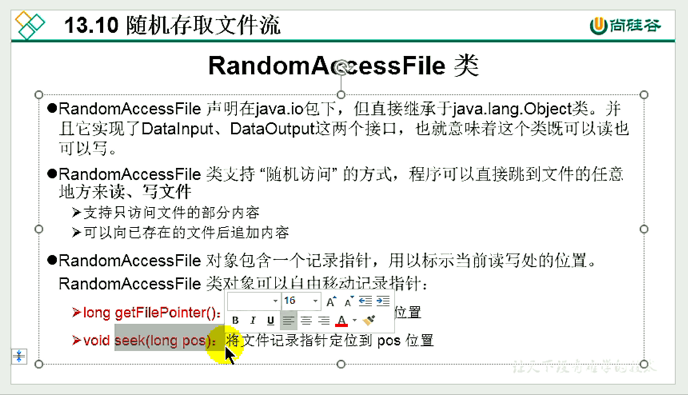 13.10 随机存取文件流
尚硅谷
RandomAccessFile 类
●RandomAccessFile 声明在java.io包下，但直接继承于java.lang.Object类。并
且它实现了DataInput、DataOutput这两个接口，也就意味着这个类既可以读也
可以写。
●RandomAccessFile 类支持 “随机访问” 的方式，程序可以直接跳到文件的任意
地方来读、写文件
➢支持只访问文件的部分内容
➢可以向已存在的文件后追加内容
●RandomAccessFile 对象包含一个记录指针，用以标示当前读写处的位置。
RandomAccessFile 类对象可以自由移动记录指针：
16 A A
➢long getFilePointer()： 位置
B I U A
➢void seek(long pos)：将文件记录指针定位到 pos 位置